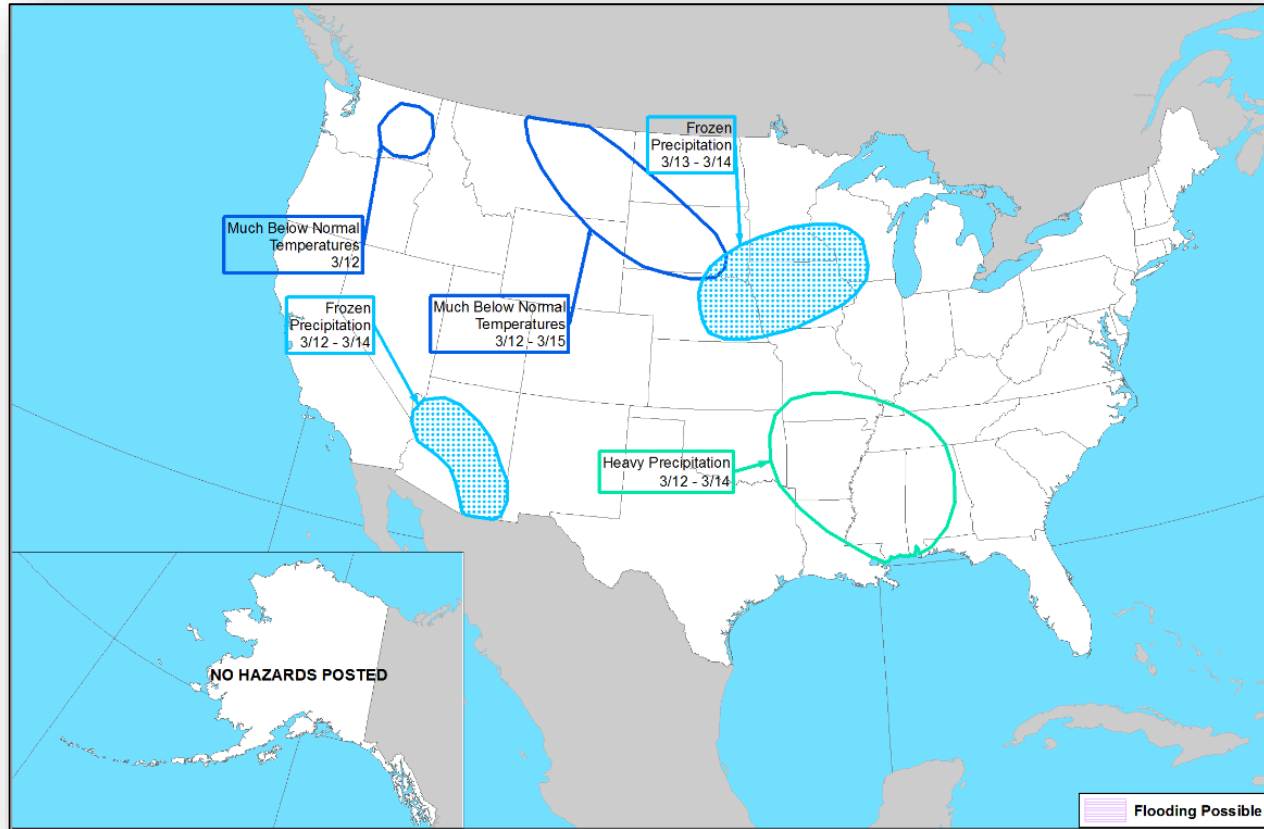 Frozen
Precipitation
3/13 - 3/14
Much Below Normal
Temperatures
3/12
Frozen
Precipitation
3/12 - 3/14
Much Below Normal
Temperatures
3/12 - 3/15
Heavy Precipitation
3/12 - 3/14
NO HAZARDS POSTED
Flooding Possible